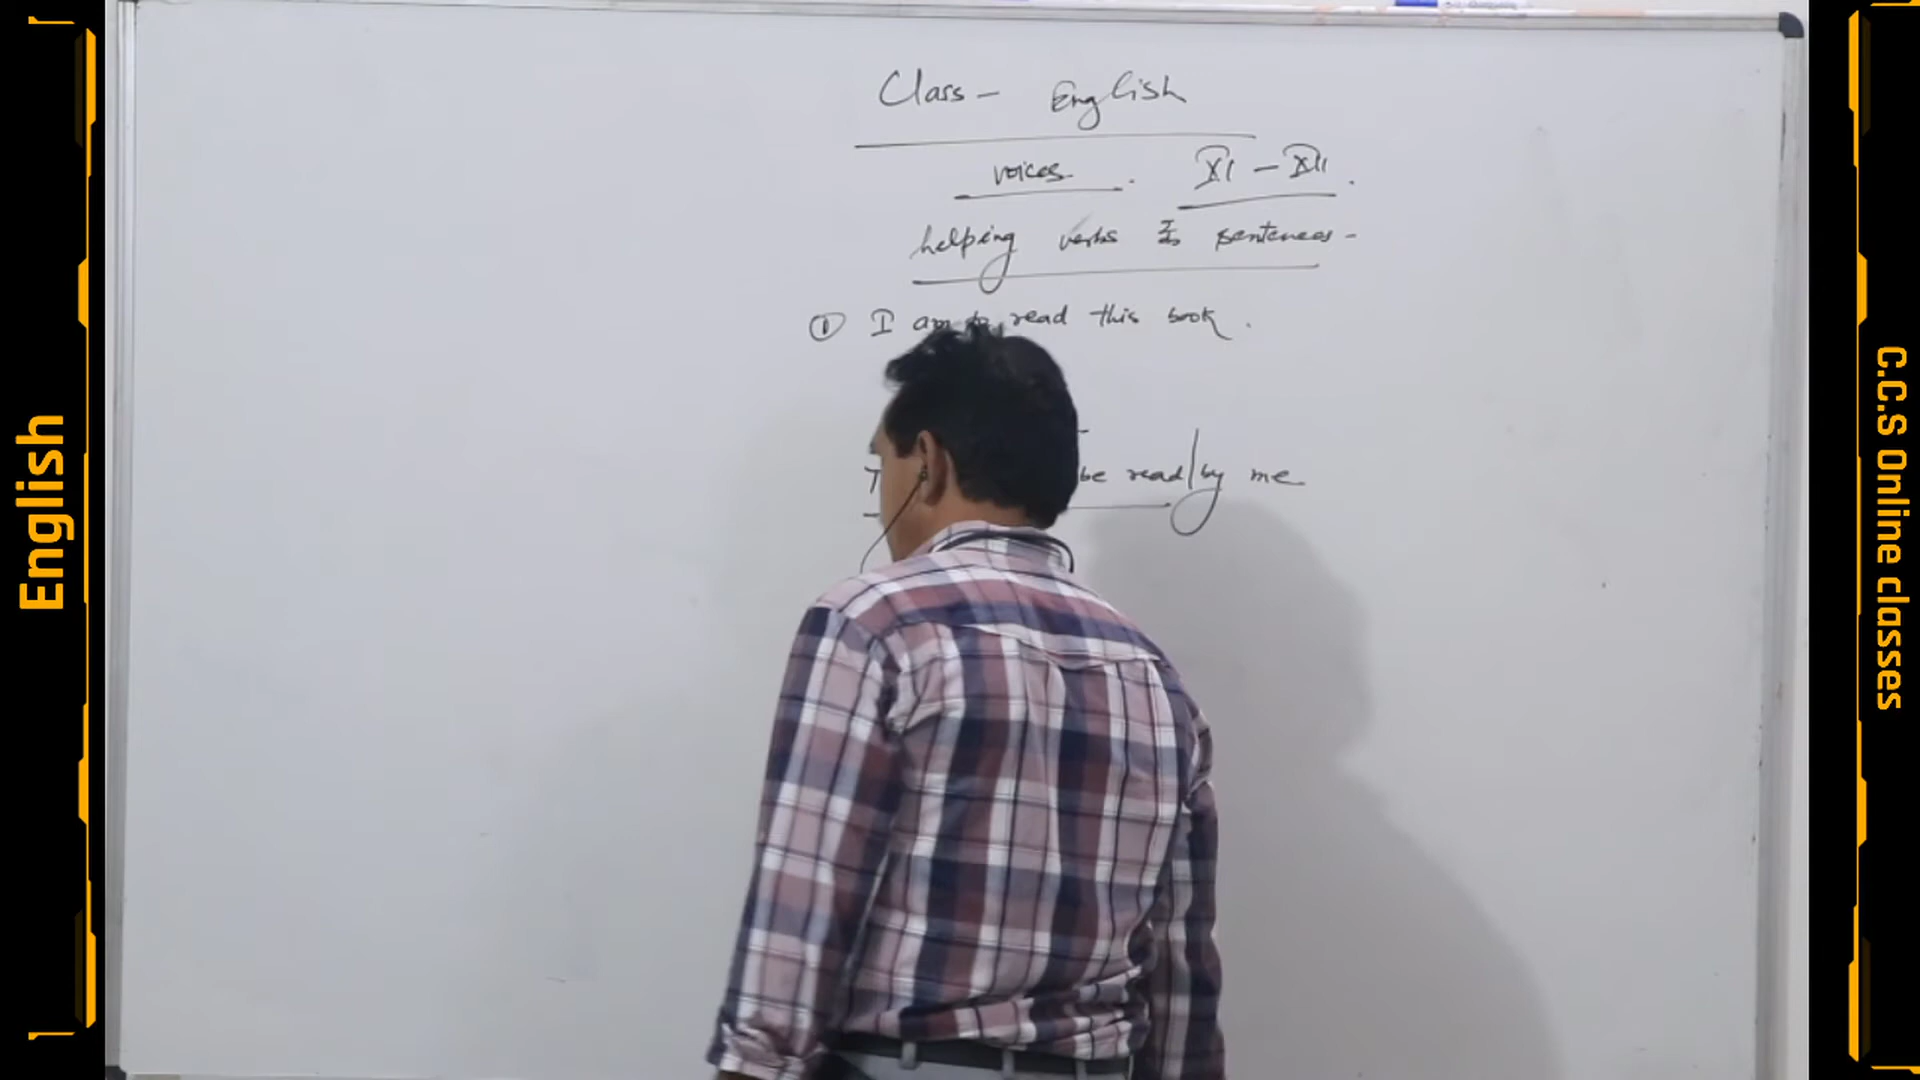 English
Class - English
voices. XI - XII.
helping verbs sentences -
① I am to read this book.
be read/by me
C.C.S Online classes